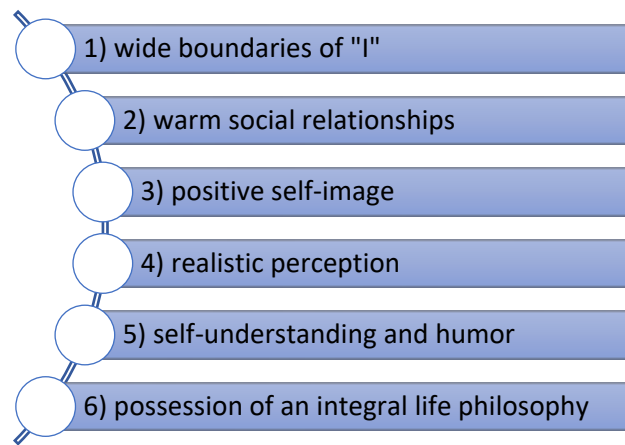 1) wide boundaries of "I"
2) warm social relationships
3) positive self-image
4) realistic perception
5) self-understanding and humor
6) possession of an integral life philosophy